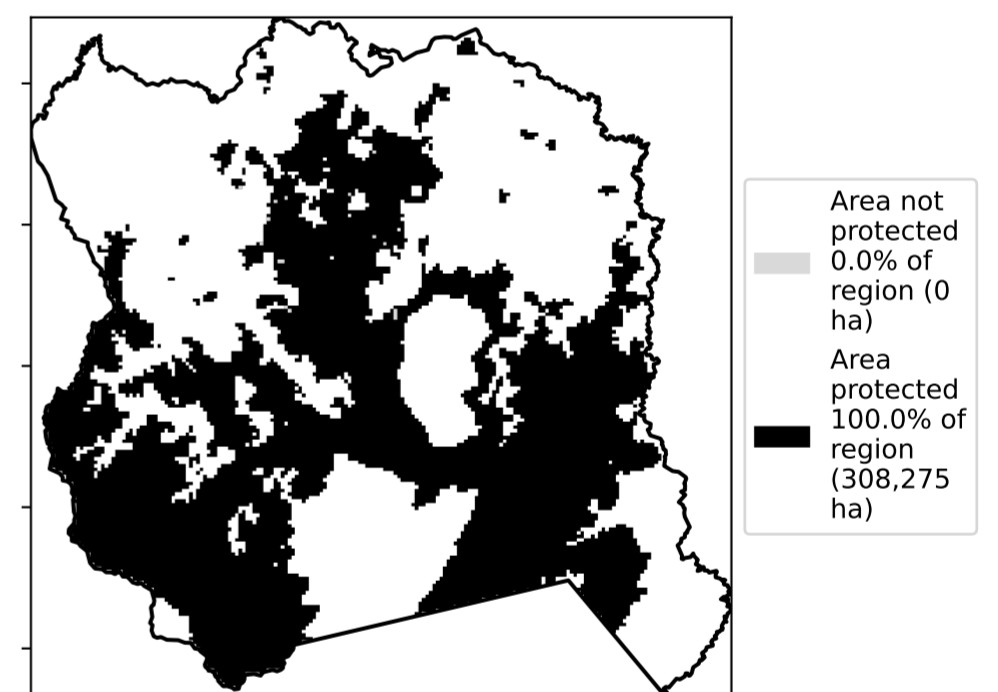 Area not
protected
0.0% of
region (0
ha)
Area
protected
100.0% of
region
(308,275
ha)